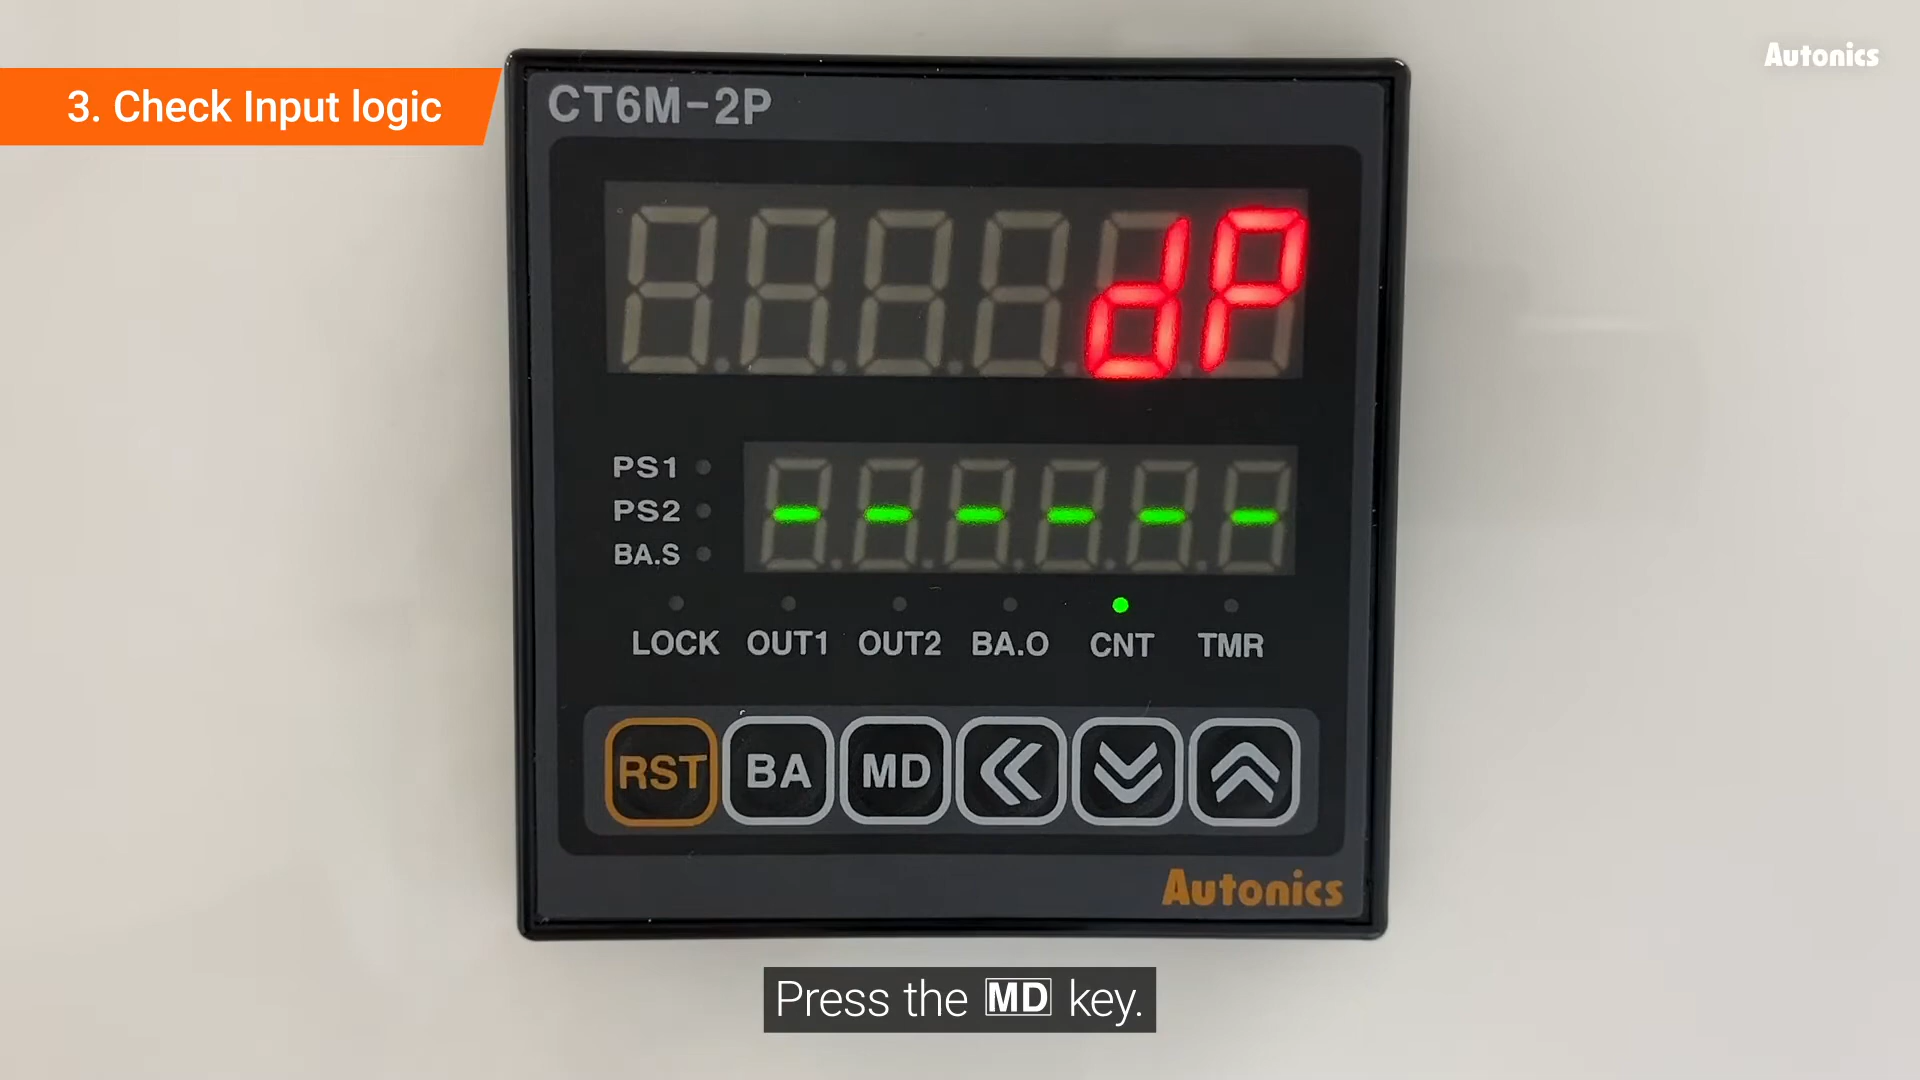 Autonics
3. Check Input logic
CT6M-2P
dP
PS1
PS2
BA.S
------
LOCK OUT1 OUT2 BA.O CNT TMR
RST BA MD
Autonics
Press the MD key.